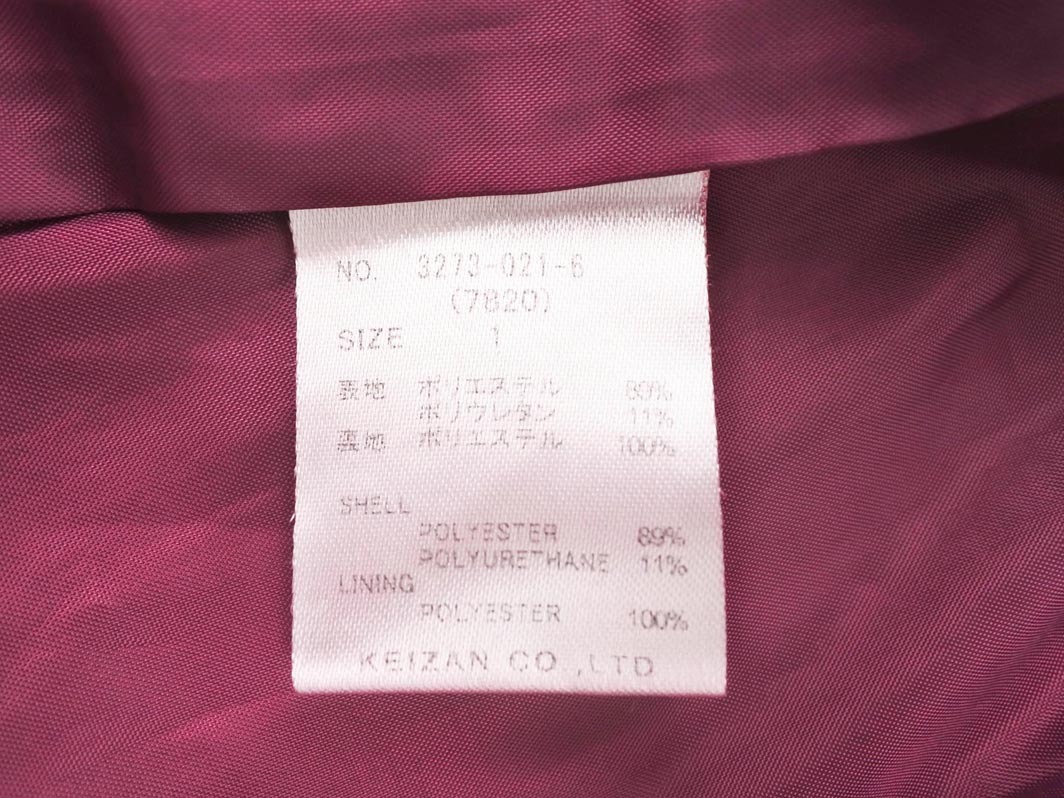 NO. 3273-021-6
(7820)
SIZE 1
表地 ポリエステル 89%
ポリウレタン 11%
裏地 ポリエステル 100%
SHELL
POLYESTER 89%
POLYURETHANE 11%
LINING
POLYESTER 100%
KEIZAN CO.,LTD